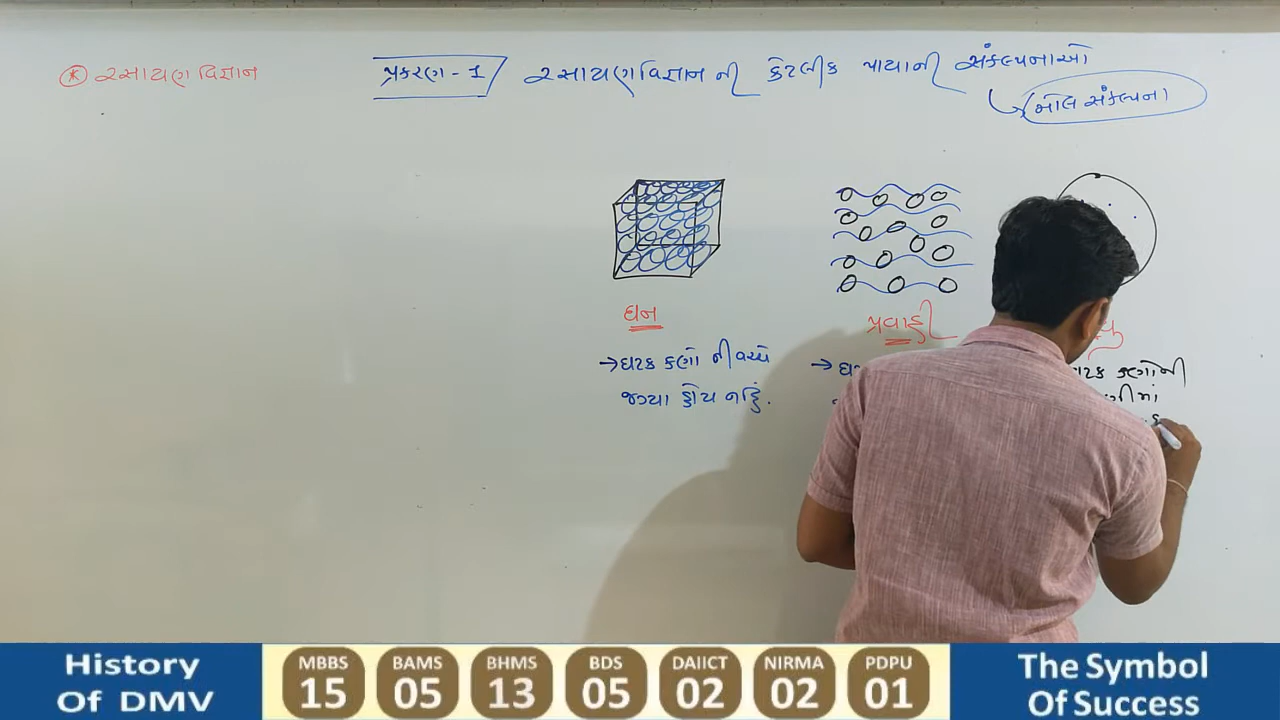 * રસાયણ વિજ્ઞાન
પ્રકરણ - 1 રસાયણ વિજ્ઞાન ની કેટલીક પાયાની સંકલ્પનાઓ
મોલ સંકલ્પના
ઘન
પ્રવાહી
→ ઘટક કણો ની વચ્ચે
જગ્યા હોય નહિં.
→
કણોની
History
Of DMV
MBBS
15
BAMS
05
BHMS
13
BDS
05
DAIICT
02
NIRMA
02
PDPU
01
The Symbol
Of Success